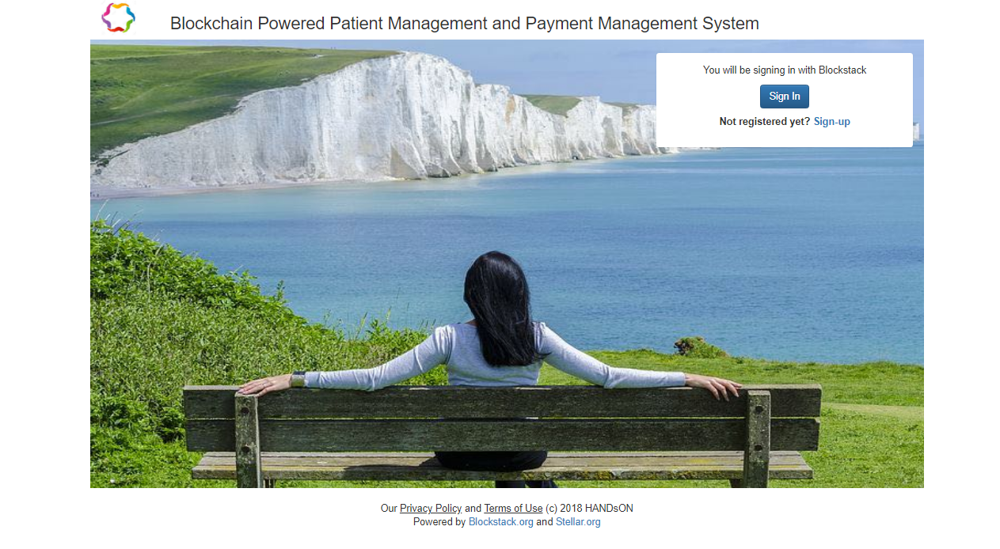 Blockchain Powered Patient Management and Payment Management System
You will be signing in with Blockstack
Sign In
Not registered yet? Sign-up
Our Privacy Policy and Terms of Use (c) 2018 HANDsON
Powered by Blockstack.org and Stellar.org